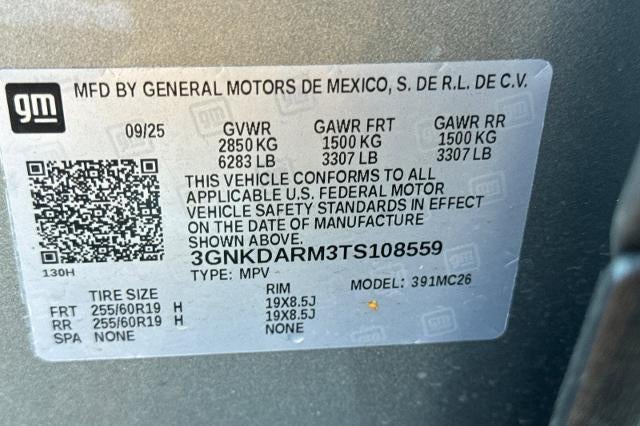 gm
MFD BY GENERAL MOTORS DE MEXICO, S. DE R.L. DE C.V.
09/25 GVWR GAWR FRT GAWR RR
2850 KG 1500 KG 1500 KG
6283 LB 3307 LB 3307 LB
THIS VEHICLE CONFORMS TO ALL
APPLICABLE U.S. FEDERAL MOTOR
VEHICLE SAFETY STANDARDS IN EFFECT
ON THE DATE OF MANUFACTURE
SHOWN ABOVE.
3GNKDARM3TS108559
130H
TYPE: MPV MODEL: 391MC26
TIRE SIZE RIM
FRT 255/60R19 H 19X8.5J
RR 255/60R19 H 19X8.5J
SPA NONE NONE